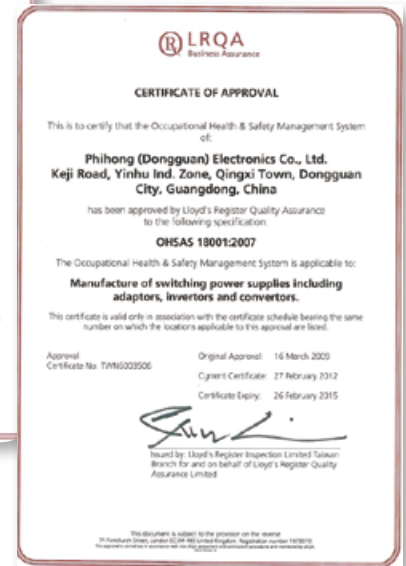 LRQA
Business Assurance
CERTIFICATE OF APPROVAL
This is to certify that the Occupational Health & Safety Management System
of:
Phihong (Dongguan) Electronics Co., Ltd.
Keji Road, Yinhu Ind. Zone, Qingxi Town, Dongguan
City, Guangdong, China
has been approved by Lloyd's Register Quality Assurance
to the following specification:
OHSAS 18001:2007
The Occupational Health & Safety Management System is applicable to:
Manufacture of switching power supplies including
adaptors, invertors and convertors.
This certificate is valid only in association with the certificate schedule bearing the same
number on which the locations applicable to this approval are listed.
Approval
Certificate No: TWN6003506
Original Approval: 16 March 2009
Current Certificate: 27 February 2012
Certificate Expiry: 26 February 2015
Issued by: Lloyd's Register Inspection Limited Taiwan
Branch for and on behalf of Lloyd's Register Quality
Assurance Limited
This document is subject to the provision on the reverse